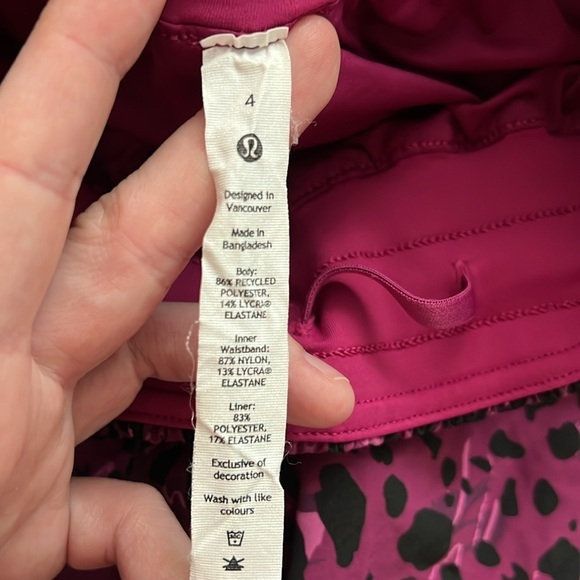 4
Designed in
Vancouver
Made in
Bangladesh
Body:
86% RECYCLED
POLYESTER,
14% LYCRA®
ELASTANE
Inner
Waistband:
87% NYLON,
13% LYCRA®
ELASTANE
Liner:
83%
POLYESTER,
17% ELASTANE
Exclusive of
decoration
Wash with like
colours